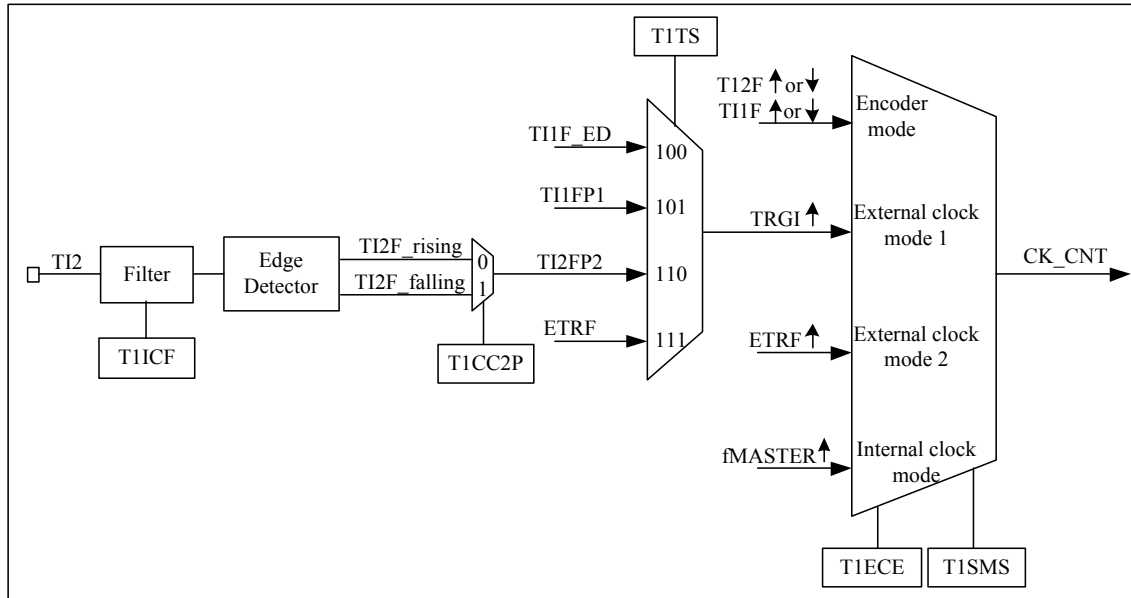 T1TS
T12F ↑ or ↓
TI1F ↑ or ↓
Encoder
mode
TI1F_ED
100
TI1FP1
101
TRGI ↑
External clock
mode 1
TI2
Filter
Edge
Detector
TI2F_rising
0
TI2F_falling
1
TI2FP2
110
CK_CNT
ETRF
111
ETRF ↑
External clock
mode 2
T1ICF
T1CC2P
fMASTER ↑
Internal clock
mode
T1ECE
T1SMS